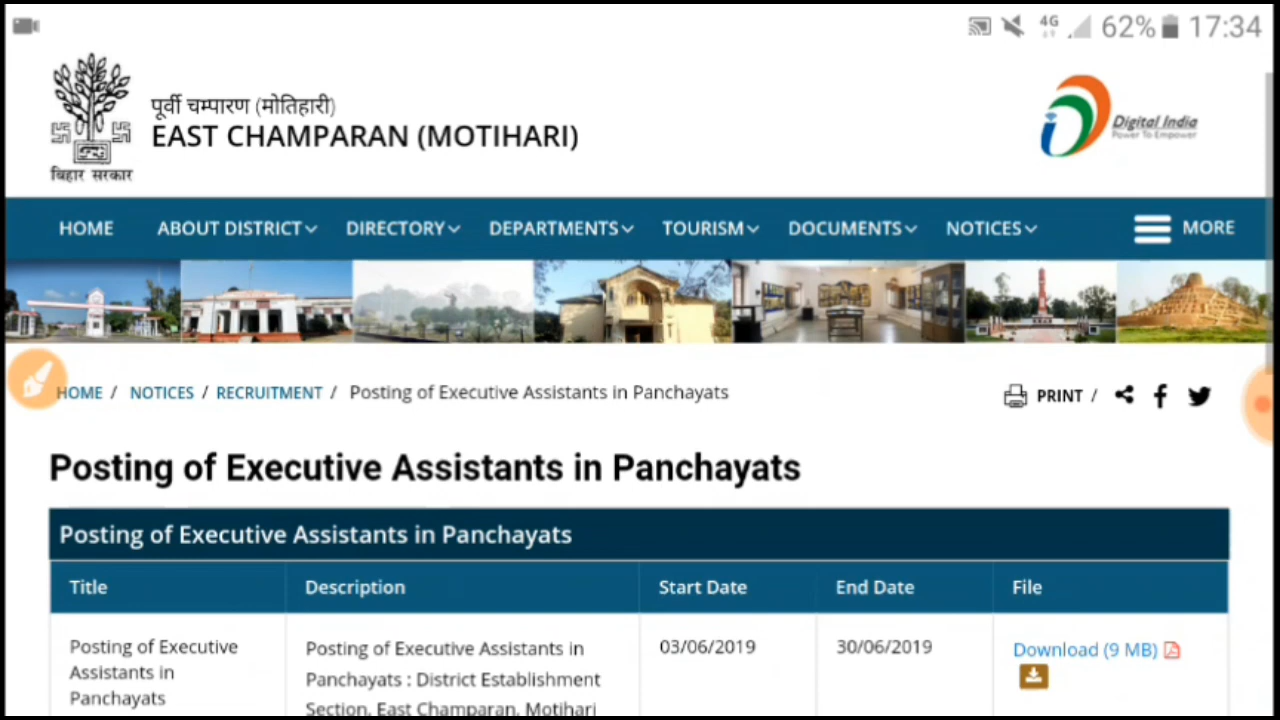 4G 62% 17:34
पूर्वी चम्पारण (मोतिहारी)
EAST CHAMPARAN (MOTIHARI)
बिहार सरकार
Digital India
Power To Empower
HOME ABOUT DISTRICT DIRECTORY DEPARTMENTS TOURISM DOCUMENTS NOTICES MORE
HOME / NOTICES / RECRUITMENT / Posting of Executive Assistants in Panchayats PRINT /
Posting of Executive Assistants in Panchayats
Posting of Executive Assistants in Panchayats
Title Description Start Date End Date File
Posting of Executive
Assistants in
Panchayats
Posting of Executive Assistants in
Panchayats : District Establishment
Section, East Champaran, Motihari
03/06/2019
30/06/2019
Download (9 MB)